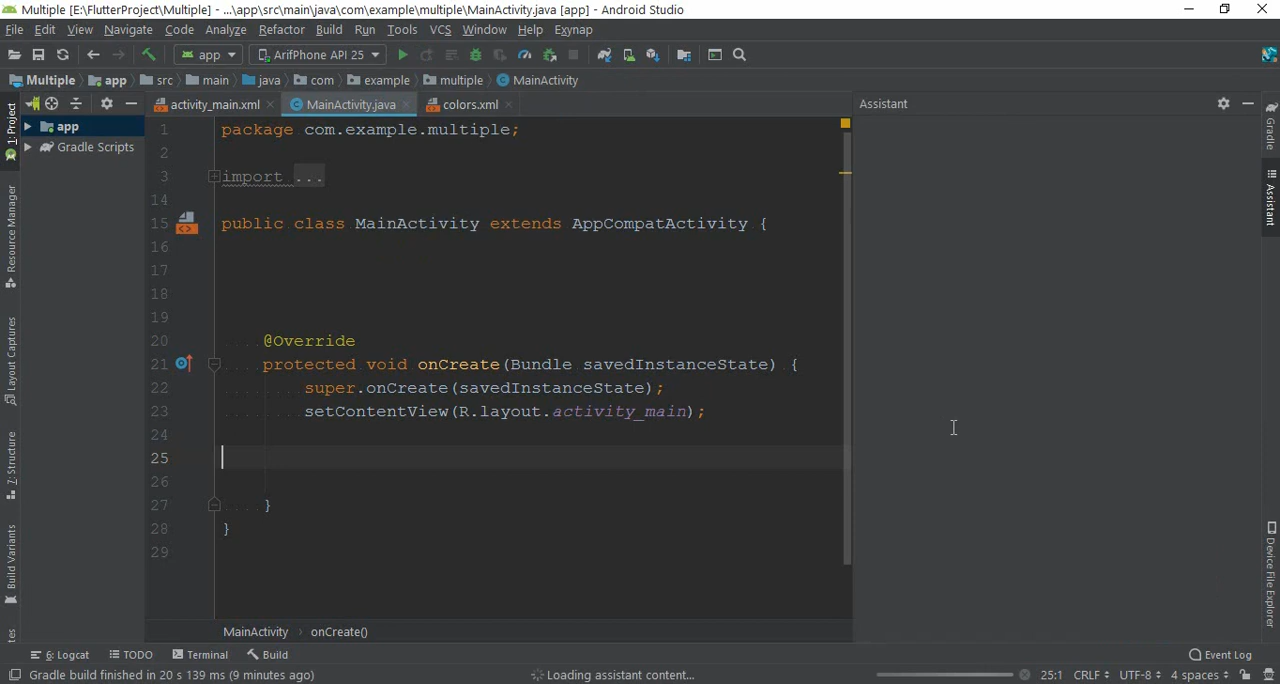 Multiple [E:\FlutterProject\Multiple] - ...\app\src\main\java\com\example\multiple\MainActivity.java [app] - Android Studio
File Edit View Navigate Code Analyze Refactor Build Run Tools VCS Window Help Exynap
app ArifPhone API 25
Multiple app src main java com example multiple MainActivity
activity_main.xml MainActivity.java colors.xml Assistant
1: Project
Resource Manager
Layout Captures
Z: Structure
Build Variants
app
Gradle Scripts
1 package com.example.multiple;
2
3 import ...
14
15 public class MainActivity extends AppCompatActivity {
16
17
18
19
20 @Override
21 protected void onCreate(Bundle savedInstanceState) {
22 super.onCreate(savedInstanceState);
23 setContentView(R.layout.activity_main);
24
25
26
27 }
28 }
29
Gradle
Assistant
Device File Explorer
MainActivity onCreate()
6: Logcat TODO Terminal Build Event Log
Gradle build finished in 20 s 139 ms (9 minutes ago) Loading assistant content... 25:1 CRLF UTF-8 4 spaces